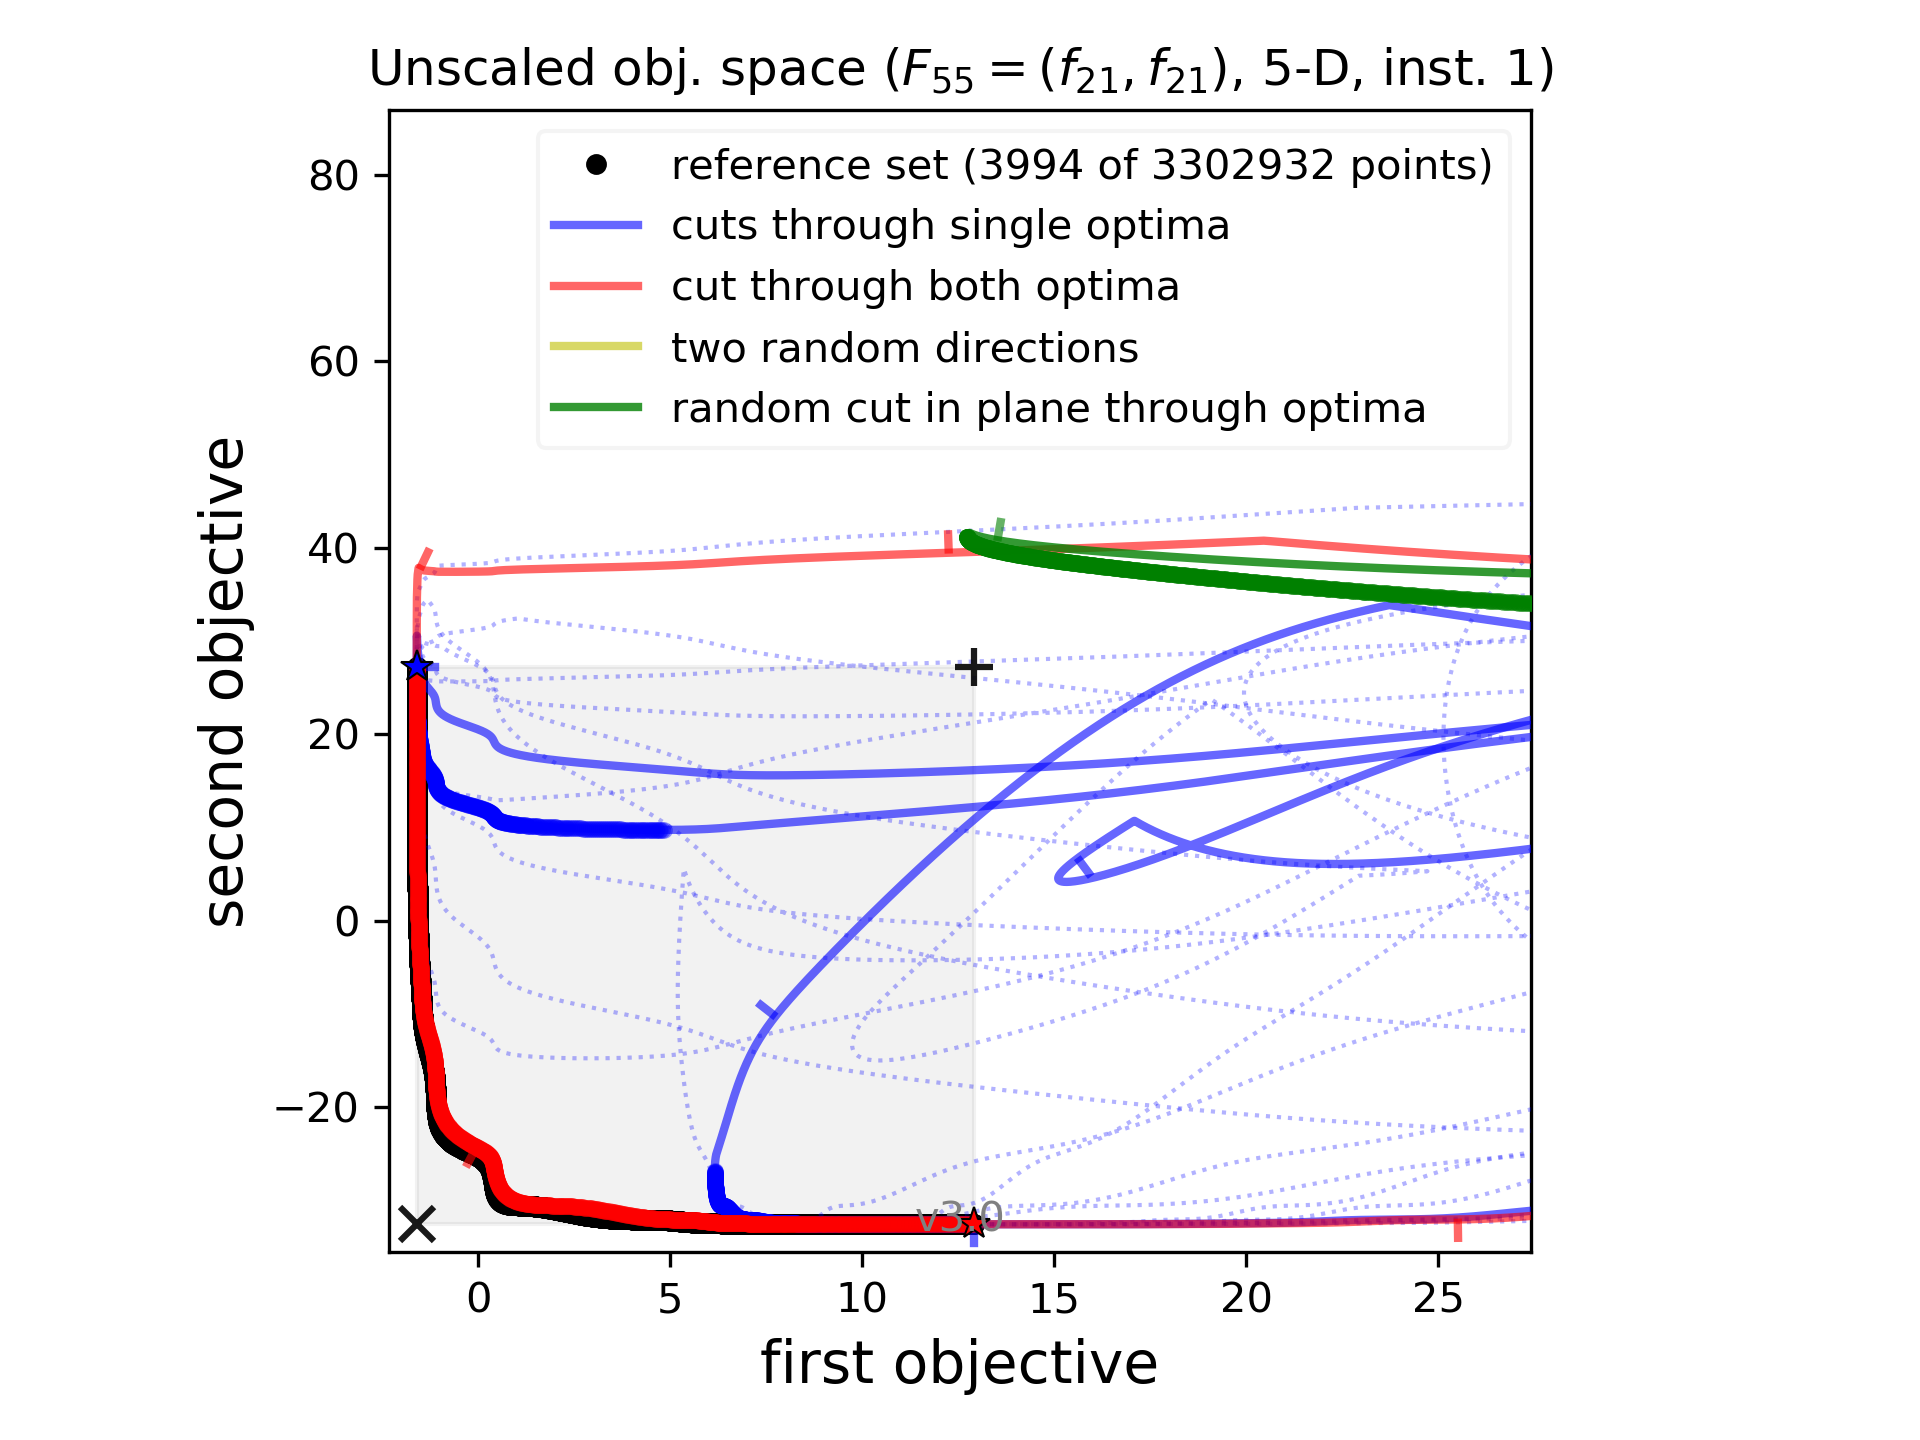 Unscaled obj. space (F55 = (f21, f21), 5-D, inst. 1)
reference set (3994 of 3302932 points)
cuts through single optima
cut through both optima
two random directions
random cut in plane through optima
80
60
40
20
0
−20
second objective
v3.0
0 5 10 15 20 25
first objective